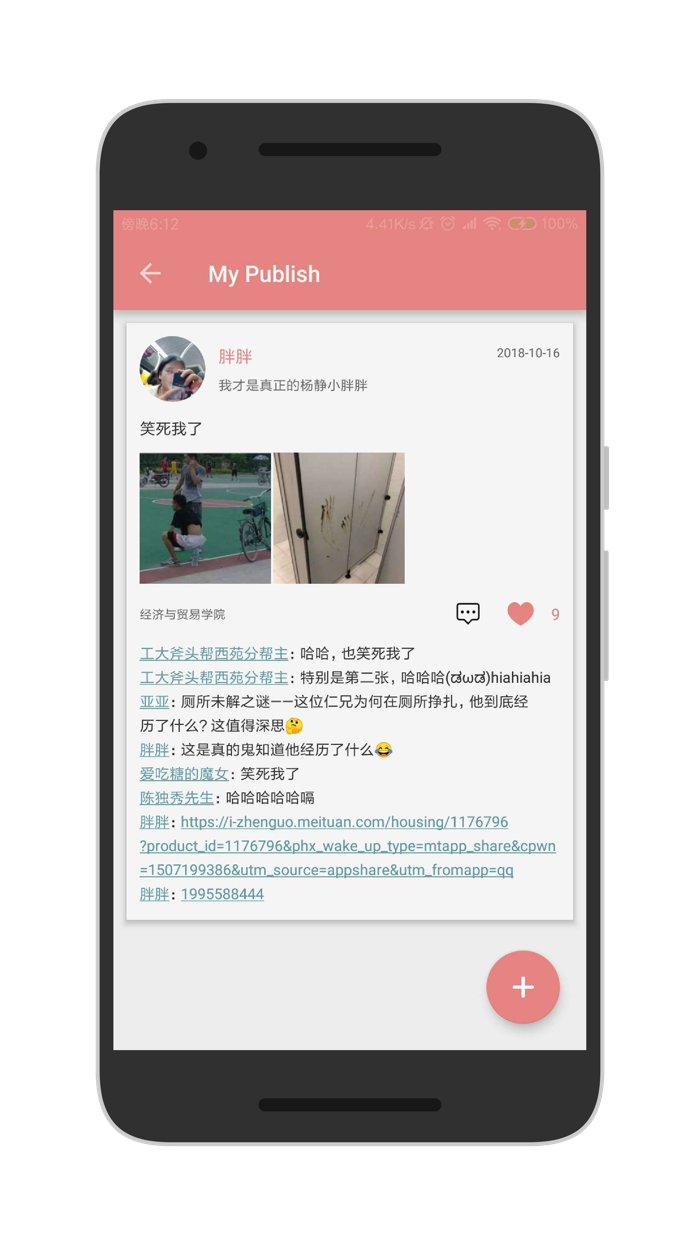 傍晚6:12 4.41K/s 100%
My Publish
胖胖 2018-10-16
我才是真正的杨静小胖胖
笑死我了
经济与贸易学院 9
工大斧头帮西苑分帮主：哈哈，也笑死我了
工大斧头帮西苑分帮主：特别是第二张，哈哈哈(ಡωಡ)hiahiahia
亚亚：厕所未解之谜——这位仁兄为何在厕所挣扎，他到底经
历了什么？这值得深思🤔
胖胖：这是真的鬼知道他经历了什么😂
爱吃糖的魔女：笑死我了
陈独秀先生：哈哈哈哈哈嗝
胖胖：https://i-zhenguo.meituan.com/housing/1176796
?product_id=1176796&phx_wake_up_type=mtapp_share&cpwn
=1507199386&utm_source=appshare&utm_fromapp=qq
胖胖：1995588444